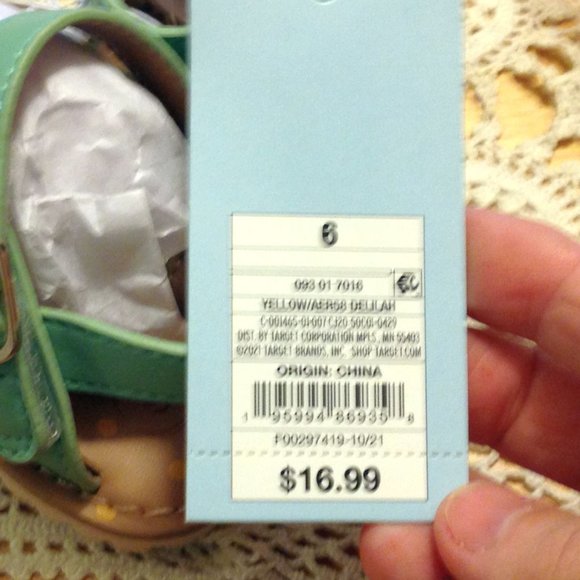 6
093 01 7016
YELLOW/AER58 DELILAH
C-001465-01-007 CJ20-SOC01-0429
DIST. BY TARGET CORPORATION MPLS., MN 55403
©2021 TARGET BRANDS, INC. SHOP TARGET.COM
ORIGIN: CHINA
1 95994 86935 8
F00297419-10/21
$16.99